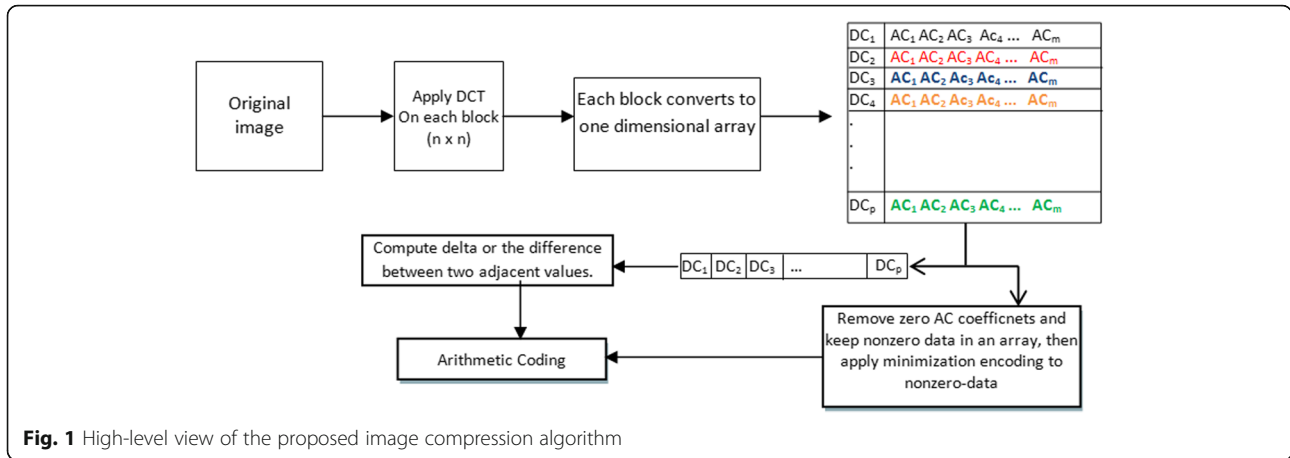 Original
image
Apply DCT
On each block
(n x n)
Each block converts to
one dimensional array
DC₁ AC₁ AC₂ AC₃ Ac₄ ... ACₘ
DC₂ AC₁ AC₂ AC₃ AC₄ ... ACₘ
DC₃ AC₁ AC₂ Ac₃ Ac₄ ... ACₘ
DC₄ AC₁ AC₂ Ac₃ Ac₄ ... ACₘ
.
.
.
DCₚ AC₁ AC₂ AC₃ AC₄ ... ACₘ
Compute delta or the difference
between two adjacent values.
DC₁ DC₂ DC₃ ... DCₚ
Remove zero AC coefficnets and
keep nonzero data in an array, then
apply minimization encoding to
nonzero-data
Arithmetic Coding
Fig. 1 High-level view of the proposed image compression algorithm